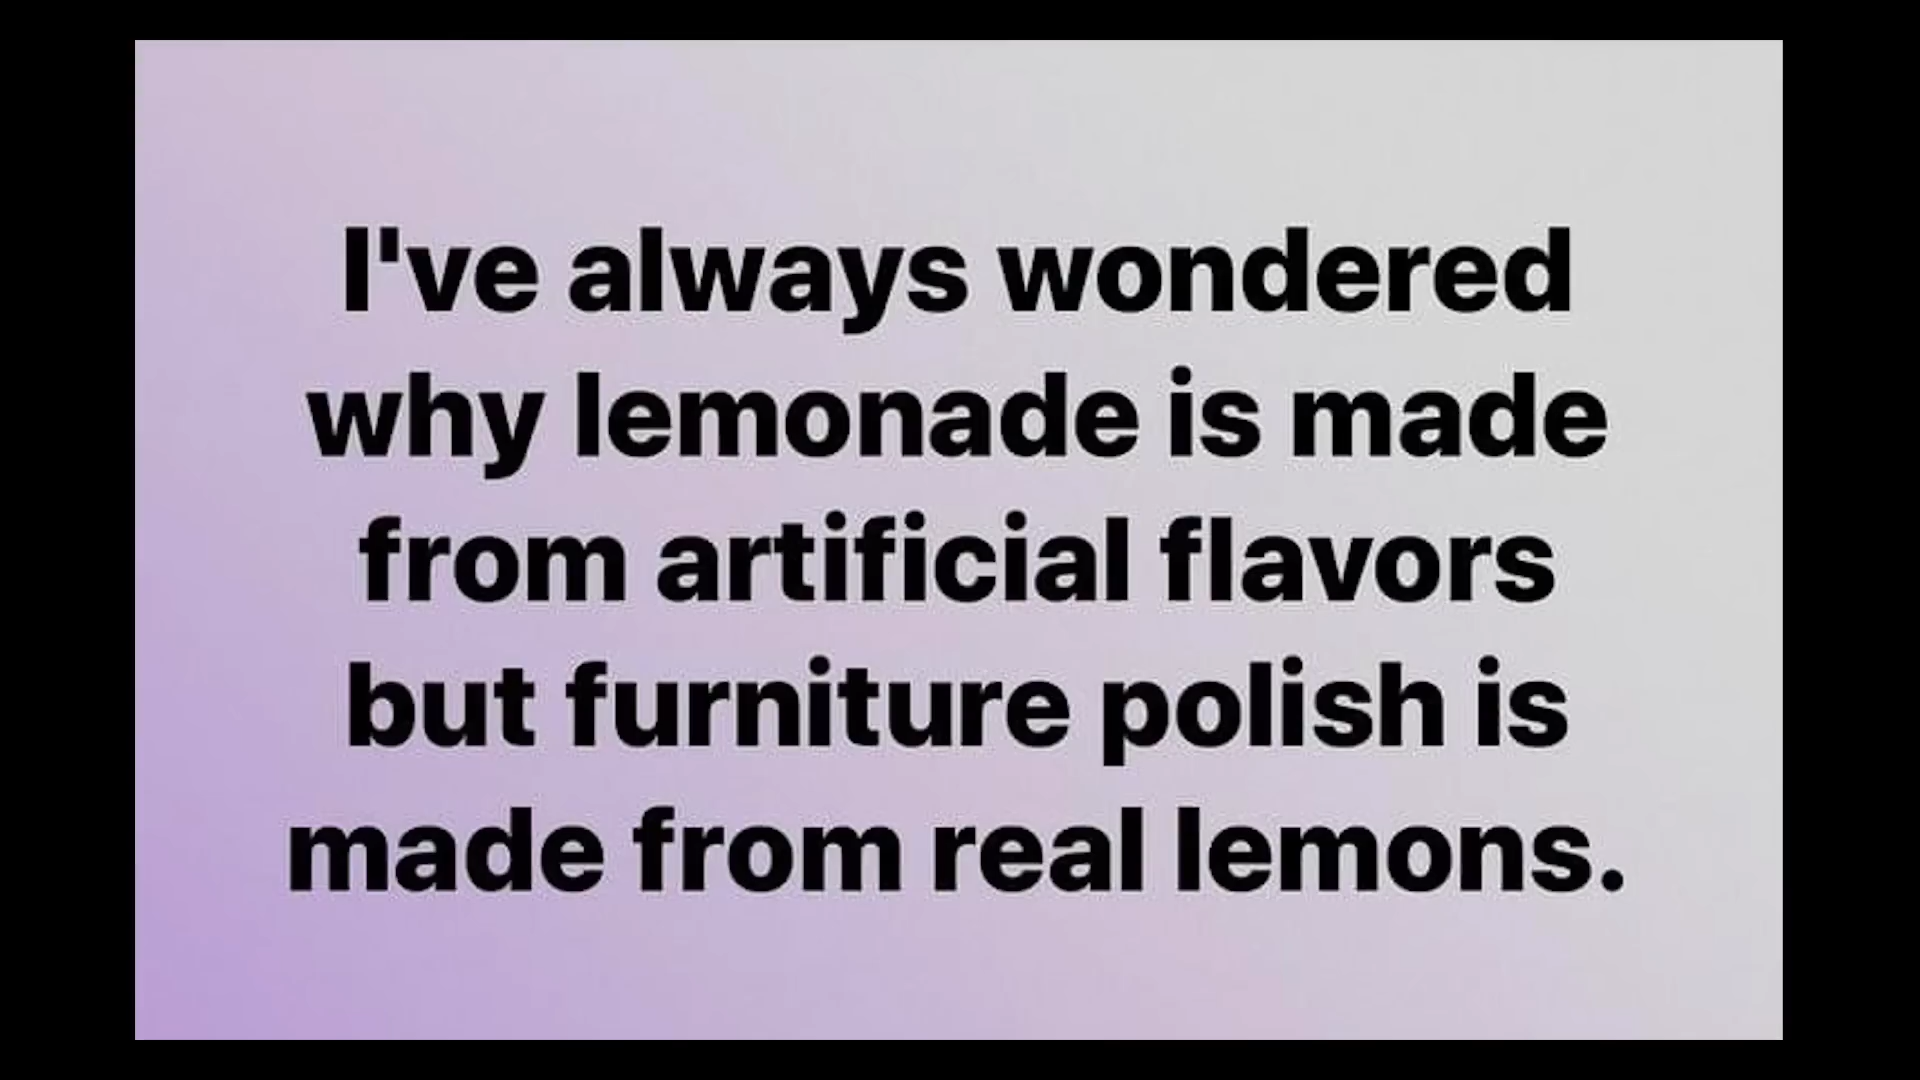 I've always wondered
why lemonade is made
from artificial flavors
but furniture polish is
made from real lemons.